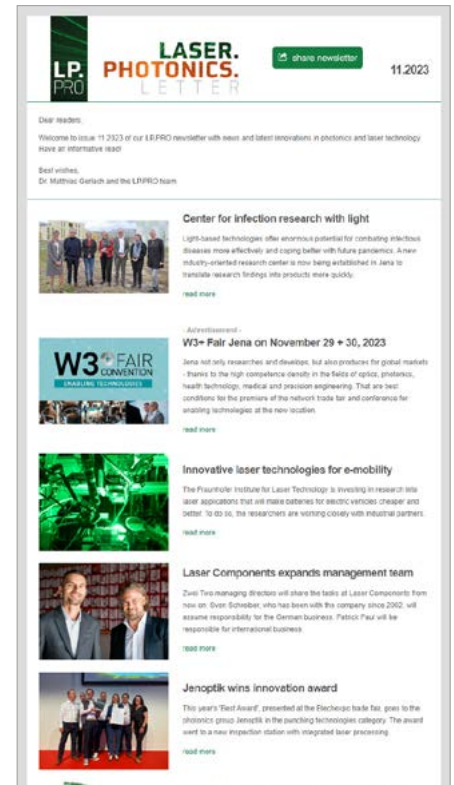 LP.
PRO
LASER.
PHOTONICS.
LETTER
share newsletter
11.2023
Dear readers,
Welcome to issue 11.2023 of our LP.PRO newsletter with news and latest innovations in photonics and laser technology.
Have an informative read!
Best wishes,
Dr. Matthias Gerlach and the LP.PRO team
Center for infection research with light
Light-based technologies offer enormous potential for combating infectious
diseases more effectively and coping better with future pandemics. A new
industry-oriented research center is now being established in Jena to
translate research findings into products more quickly.
read more
- Advertisement -
W3+ Fair Jena on November 29 + 30, 2023
W3+ FAIR
CONVENTION
ENABLING TECHNOLOGIES
Jena not only researches and develops, but also produces for global markets
- thanks to the high competence density in the fields of optics, photonics,
health technology, medical and precision engineering. That are best
conditions for the premiere of the network trade fair and conference for
enabling technologies at the new location.
read more
Innovative laser technologies for e-mobility
The Fraunhofer Institute for Laser Technology is investing in research into
laser applications that will make batteries for electric vehicles cheaper and
better. To do so, the researchers are working closely with industrial partners.
read more
Laser Components expands management team
Zwei Two managing directors will share the tasks at Laser Components from
now on. Sven Schreiber, who has been with the company since 2002, will
assume responsibility for the German business. Patrick Paul will be
responsible for international business.
read more
Jenoptik wins innovation award
This year's "Best Award", presented at the Blechexpo trade fair, goes to the
photonics group Jenoptik in the punching technologies category. The award
went to a new inspection station with integrated laser processing.
read more